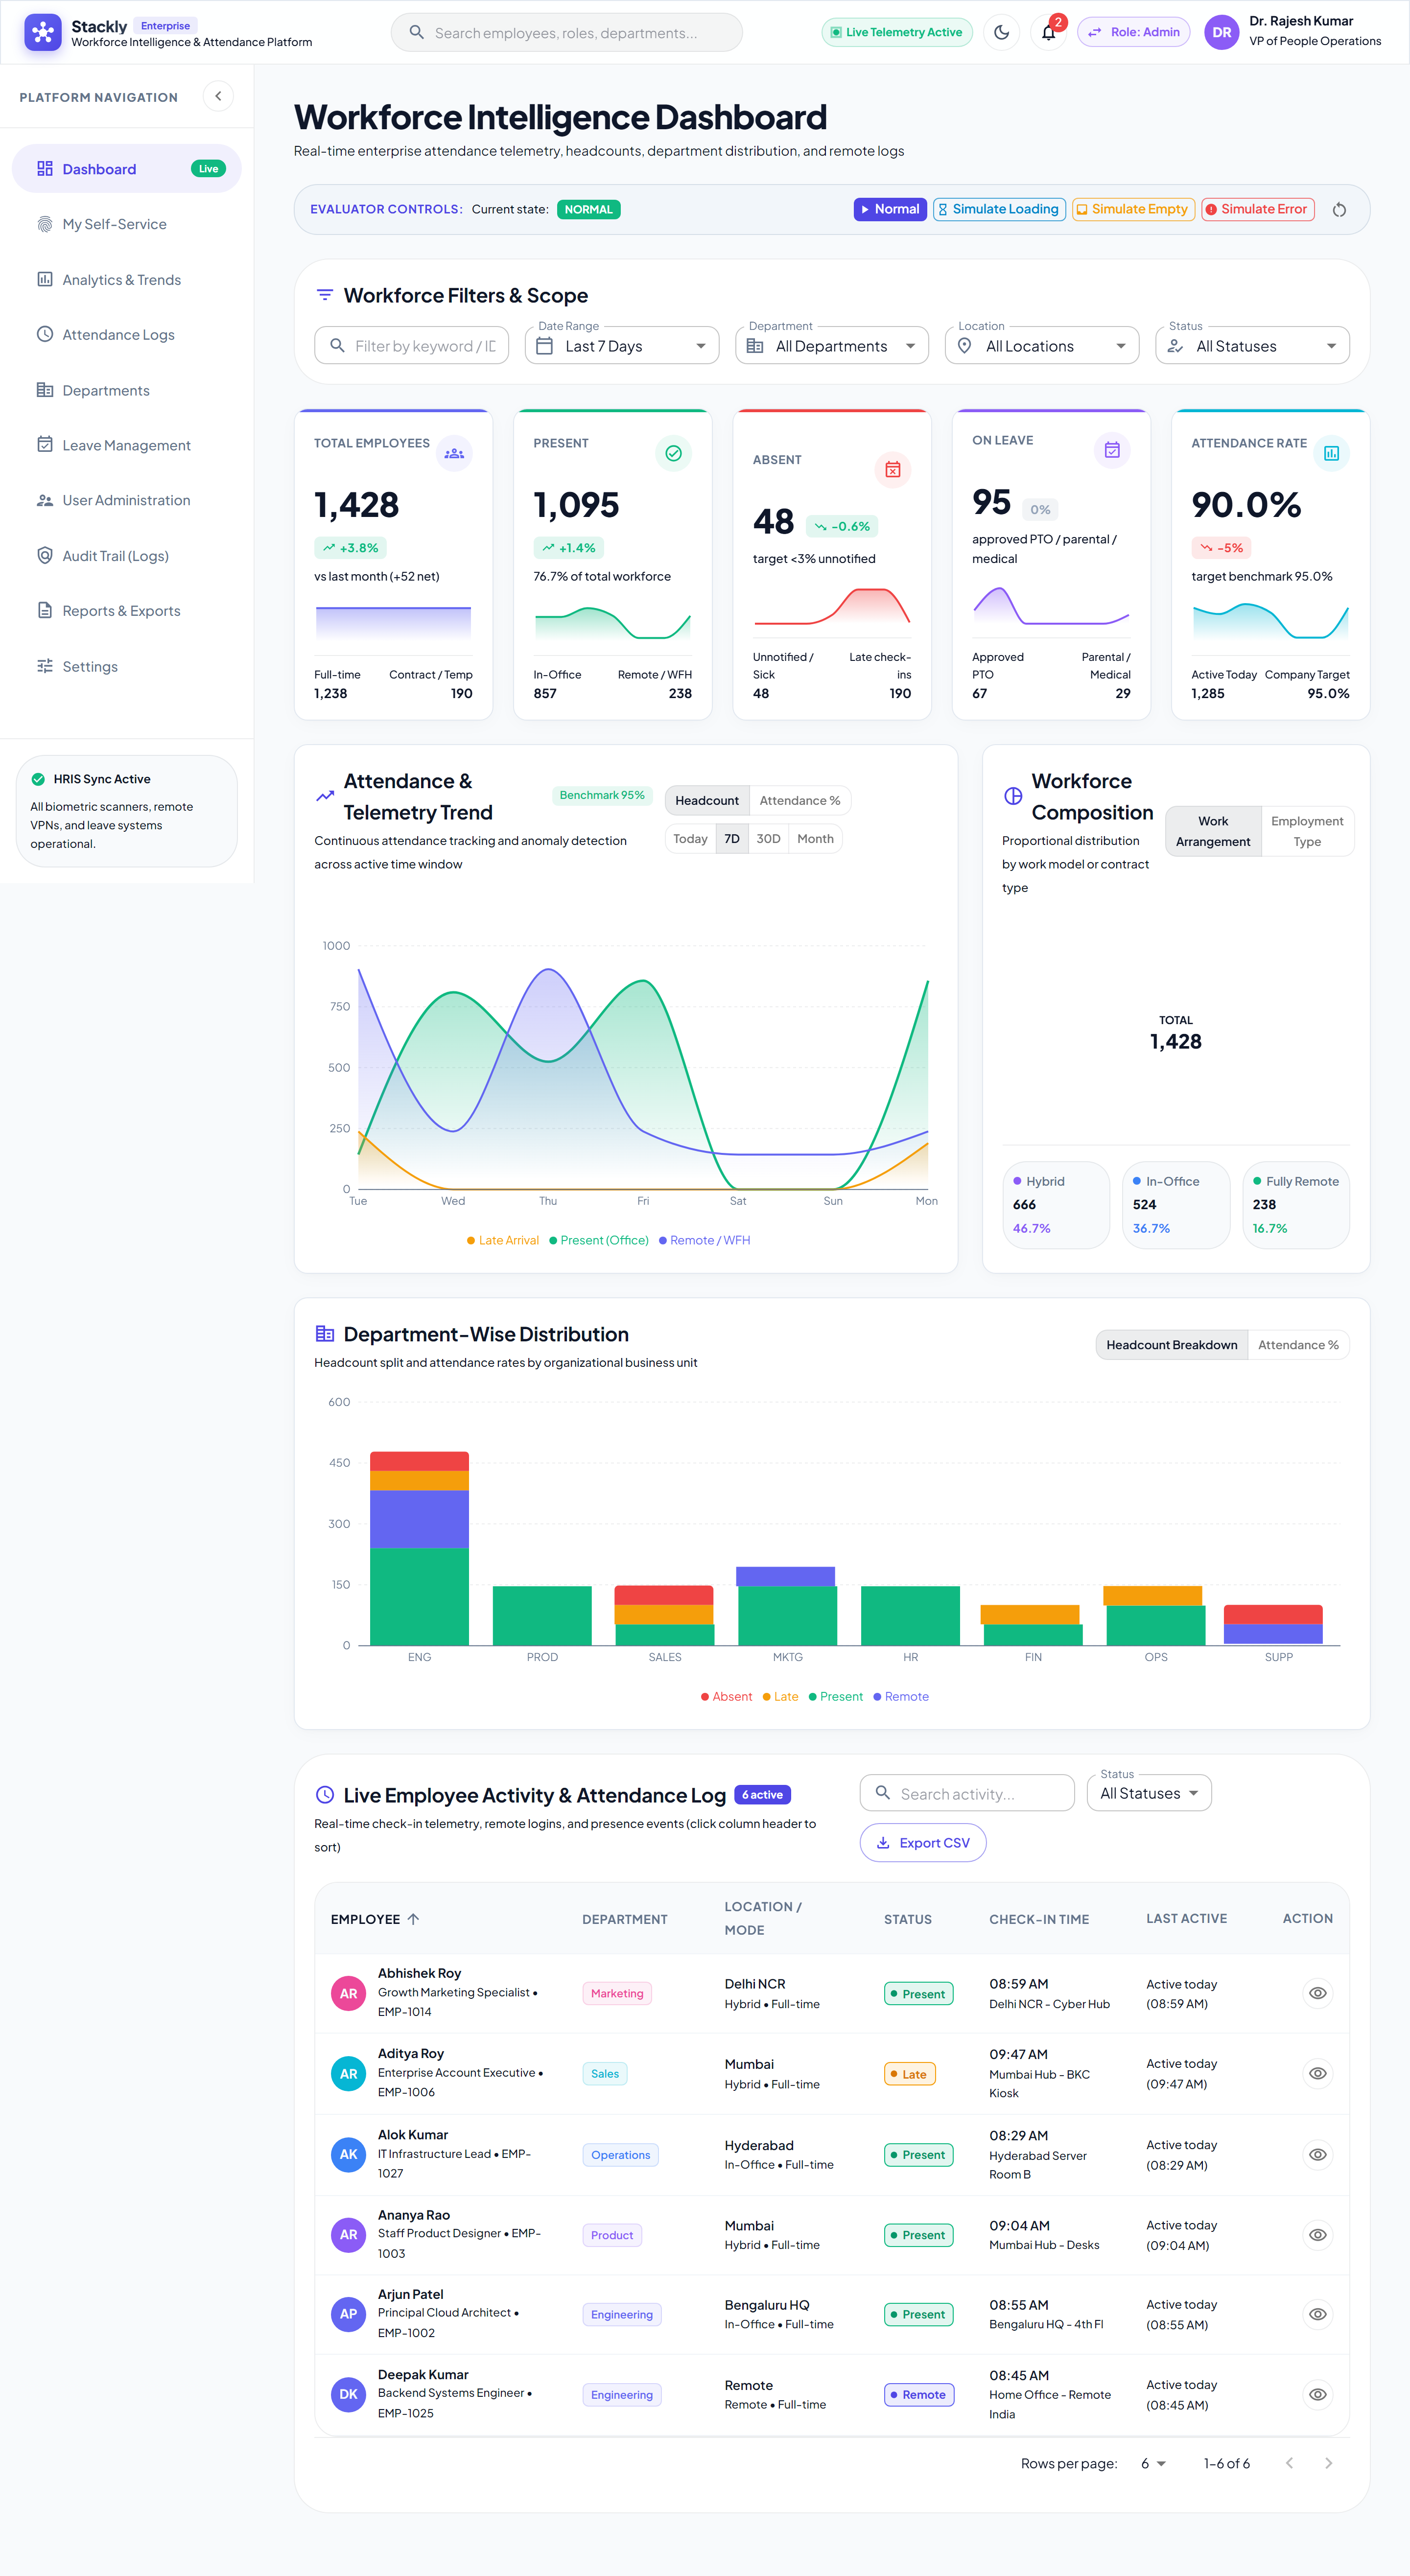 Stackly Enterprise
Workforce Intelligence & Attendance Platform
Search employees, roles, departments...
Live Telemetry Active
2
Role: Admin
DR
Dr. Rajesh Kumar
VP of People Operations
PLATFORM NAVIGATION
Dashboard Live
My Self-Service
Analytics & Trends
Attendance Logs
Departments
Leave Management
User Administration
Audit Trail (Logs)
Reports & Exports
Settings
HRIS Sync Active
All biometric scanners, remote
VPNs, and leave systems
operational.
Workforce Intelligence Dashboard
Real-time enterprise attendance telemetry, headcounts, department distribution, and remote logs
EVALUATOR CONTROLS: Current state: NORMAL
Normal Simulate Loading Simulate Empty Simulate Error
Workforce Filters & Scope
Filter by keyword / ID
Date Range
Last 7 Days
Department
All Departments
Location
All Locations
Status
All Statuses
TOTAL EMPLOYEES
1,428
+3.8%
vs last month (+52 net)
Full-time Contract / Temp
1,238 190
PRESENT
1,095
+1.4%
76.7% of total workforce
In-Office Remote / WFH
857 238
ABSENT
48 -0.6%
target <3% unnotified
Unnotified / Late check-
Sick ins
48 190
ON LEAVE
95 0%
approved PTO / parental /
medical
Approved Parental /
PTO Medical
67 29
ATTENDANCE RATE
90.0%
-5%
target benchmark 95.0%
Active Today Company Target
1,285 95.0%
Attendance &
Telemetry Trend
Benchmark 95%
Continuous attendance tracking and anomaly detection
across active time window
Headcount Attendance %
Today 7D 30D Month
1000
750
500
250
0
Tue Wed Thu Fri Sat Sun Mon
Late Arrival Present (Office) Remote / WFH
Workforce
Composition
Proportional distribution
by work model or contract
type
Work
Arrangement
Employment
Type
TOTAL
1,428
Hybrid
666
46.7%
In-Office
524
36.7%
Fully Remote
238
16.7%
Department-Wise Distribution
Headcount split and attendance rates by organizational business unit
Headcount Breakdown Attendance %
600
450
300
150
0
ENG PROD SALES MKTG HR FIN OPS SUPP
Absent Late Present Remote
Live Employee Activity & Attendance Log 6 active
Real-time check-in telemetry, remote logins, and presence events (click column header to
sort)
Search activity...
Status
All Statuses
Export CSV
EMPLOYEE DEPARTMENT LOCATION / MODE STATUS CHECK-IN TIME LAST ACTIVE ACTION
AR
Abhishek Roy
Growth Marketing Specialist •
EMP-1014
Marketing
Delhi NCR
Hybrid • Full-time
Present
08:59 AM
Delhi NCR - Cyber Hub
Active today
(08:59 AM)
AR
Aditya Roy
Enterprise Account Executive •
EMP-1006
Sales
Mumbai
Hybrid • Full-time
Late
09:47 AM
Mumbai Hub - BKC
Kiosk
Active today
(09:47 AM)
AK
Alok Kumar
IT Infrastructure Lead • EMP-
1027
Operations
Hyderabad
In-Office • Full-time
Present
08:29 AM
Hyderabad Server
Room B
Active today
(08:29 AM)
AR
Ananya Rao
Staff Product Designer • EMP-
1003
Product
Mumbai
Hybrid • Full-time
Present
09:04 AM
Mumbai Hub - Desks
Active today
(09:04 AM)
AP
Arjun Patel
Principal Cloud Architect •
EMP-1002
Engineering
Bengaluru HQ
In-Office • Full-time
Present
08:55 AM
Bengaluru HQ - 4th Fl
Active today
(08:55 AM)
DK
Deepak Kumar
Backend Systems Engineer •
EMP-1025
Engineering
Remote
Remote • Full-time
Remote
08:45 AM
Home Office - Remote
India
Active today
(08:45 AM)
Rows per page: 6 1–6 of 6